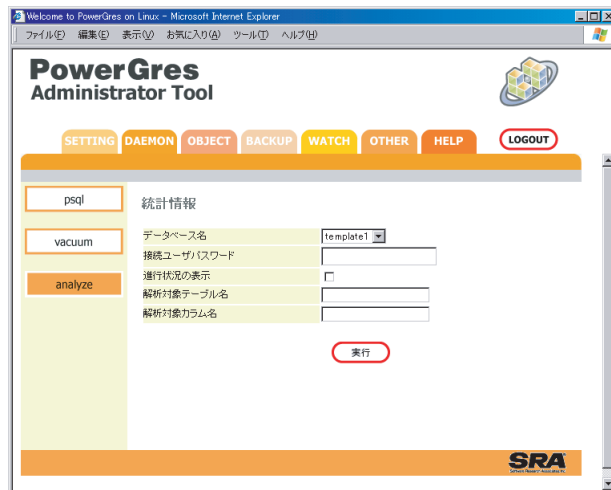 Welcome to PowerGres on Linux - Microsoft Internet Explorer
ファイル(F) 編集(E) 表示(V) お気に入り(A) ツール(T) ヘルプ(H)
PowerGres
Administrator Tool
SETTING DAEMON OBJECT BACKUP WATCH OTHER HELP LOGOUT
psql
vacuum
analyze
統計情報
データベース名 template1
接続ユーザパスワード
進行状況の表示
解析対象テーブル名
解析対象カラム名
実行
SRA